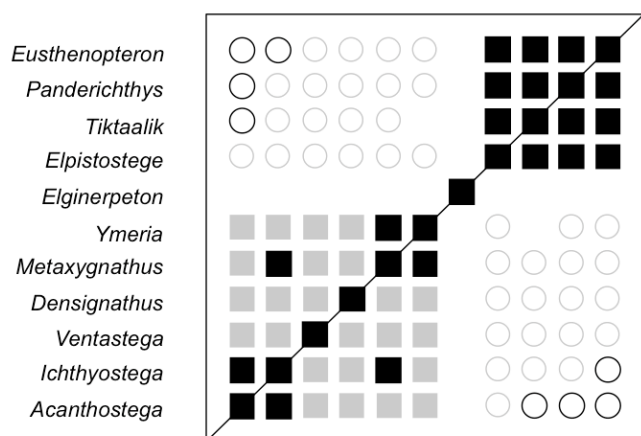 Eusthenopteron
Panderichthys
Tiktaalik
Elpistostege
Elginerpeton
Ymeria
Metaxygnathus
Densignathus
Ventastega
Ichthyostega
Acanthostega